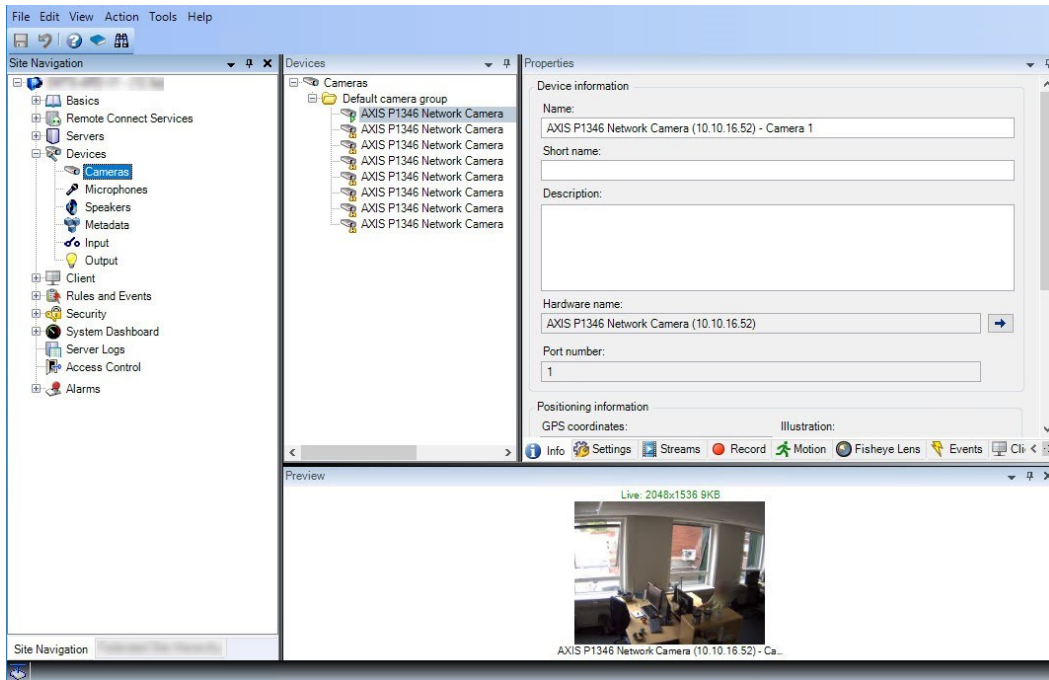 File Edit View Action Tools Help
Site Navigation
Basics
Remote Connect Services
Servers
Devices
Cameras
Microphones
Speakers
Metadata
Input
Output
Client
Rules and Events
Security
System Dashboard
Server Logs
Access Control
Alarms
Site Navigation
Devices
Cameras
Default camera group
AXIS P1346 Network Camera
AXIS P1346 Network Camera
AXIS P1346 Network Camera
AXIS P1346 Network Camera
AXIS P1346 Network Camera
AXIS P1346 Network Camera
AXIS P1346 Network Camera
AXIS P1346 Network Camera
Properties
Device information
Name:
AXIS P1346 Network Camera (10.10.16.52) - Camera 1
Short name:
Description:
Hardware name:
AXIS P1346 Network Camera (10.10.16.52)
Port number:
1
Positioning information
GPS coordinates: Illustration:
Info Settings Streams Record Motion Fisheye Lens Events Cli
Preview
Live: 2048x1536 9KB
AXIS P1346 Network Camera (10.10.16.52) - Ca...